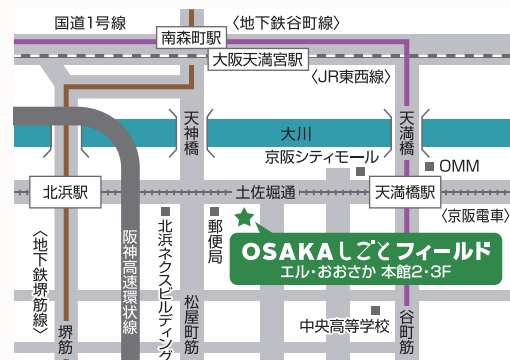 国道1号線
〈地下鉄谷町線〉
南森町駅
大阪天満宮駅
〈JR東西線〉
天神橋
大川
天満橋
京阪シティモール
OMM
北浜駅
土佐堀通
天満橋駅
〈京阪電車〉
〈地下鉄堺筋線〉
阪神高速環状線
北浜ネクスビルディング
郵便局
OSAKAしごとフィールド
エル・おおさか 本館2・3F
松屋町筋
中央高等学校
堺筋
谷町筋